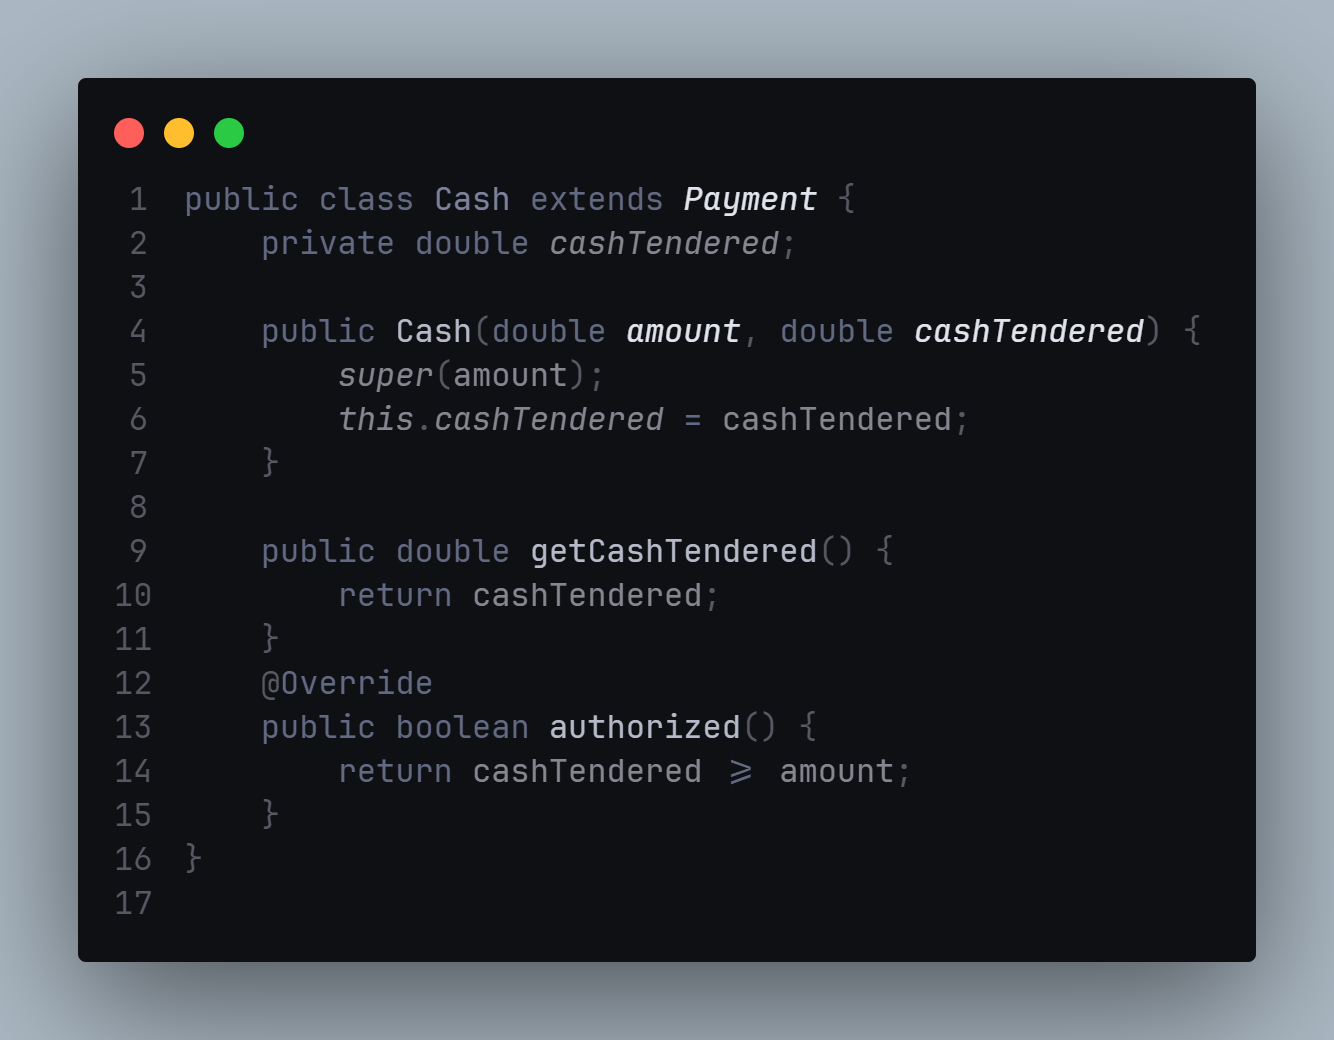 1 public class Cash extends Payment {
2 private double cashTendered;
3
4 public Cash(double amount, double cashTendered) {
5 super(amount);
6 this.cashTendered = cashTendered;
7 }
8
9 public double getCashTendered() {
10 return cashTendered;
11 }
12 @Override
13 public boolean authorized() {
14 return cashTendered >= amount;
15 }
16 }
17